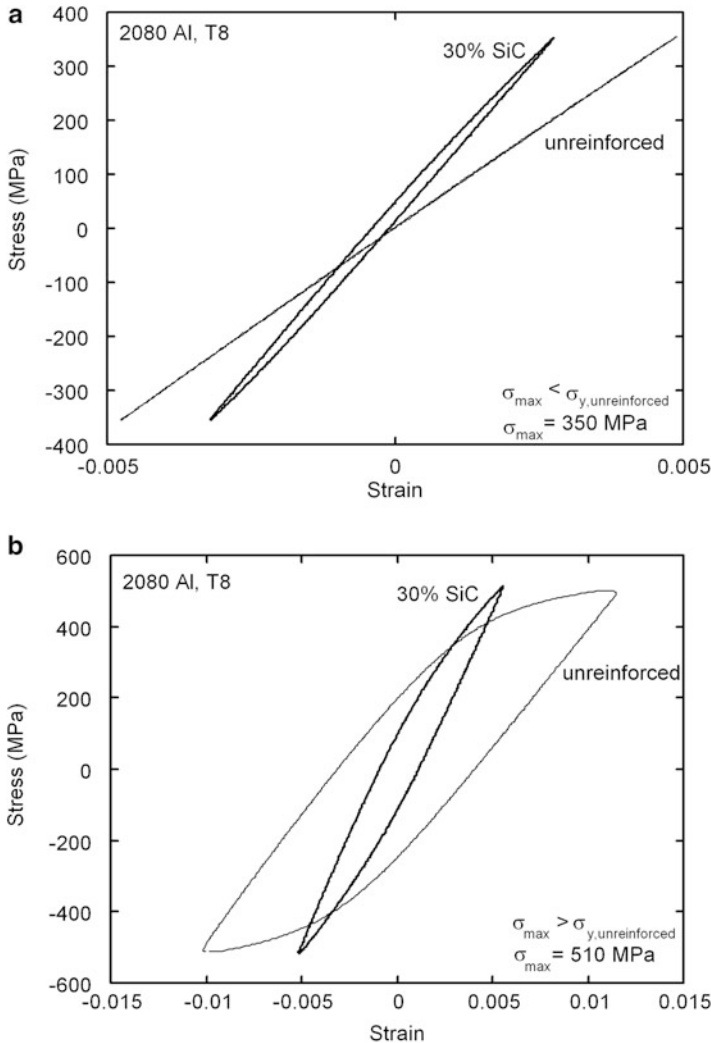 a
2080 Al, T8
30% SiC
unreinforced
400
300
200
100
0
-100
-200
-300
-400
Stress (MPa)
σmax < σy,unreinforced
σmax = 350 MPa
-0.005 0 0.005
Strain
b
2080 Al, T8
30% SiC
unreinforced
600
400
200
0
-200
-400
-600
Stress (MPa)
σmax > σy,unreinforced
σmax = 510 MPa
-0.015 -0.01 -0.005 0 0.005 0.01 0.015
Strain